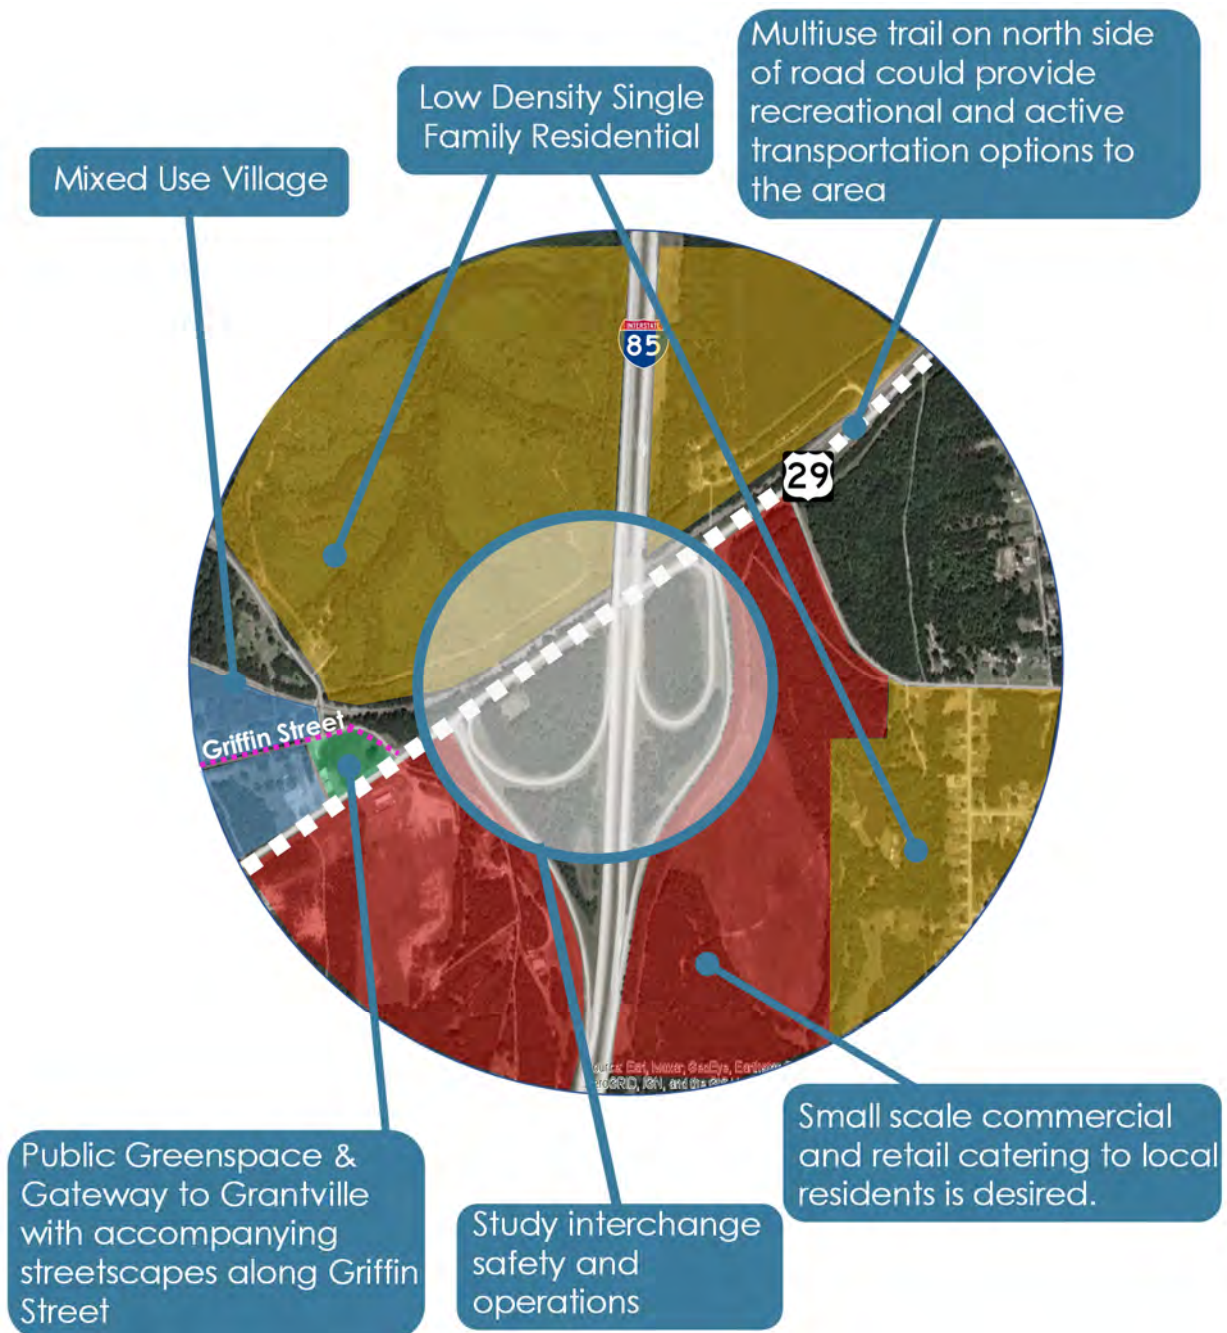 Multiuse trail on north side
of road could provide
recreational and active
transportation options to
the area
Low Density Single
Family Residential
Mixed Use Village
INTERSTATE
85
29
Griffin Street
Public Greenspace &
Gateway to Grantville
with accompanying
streetscapes along Griffin
Street
Study interchange
safety and
operations
Small scale commercial
and retail catering to local
residents is desired.